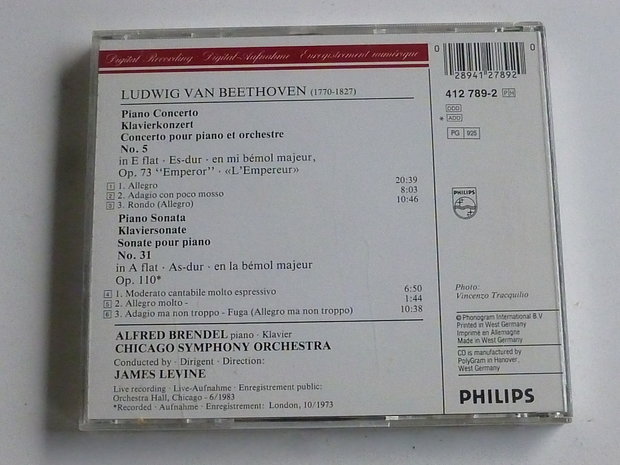 Digital Recording · Digital-Aufnahme · Enregistrement numérique
LUDWIG VAN BEETHOVEN (1770-1827)
Piano Concerto
Klavierkonzert
Concerto pour piano et orchestre
No. 5
in E flat · Es-dur · en mi bémol majeur,
Op. 73 "Emperor" · «L'Empereur»
1 1. Allegro 20:39
2 2. Adagio con poco mosso 8:03
3 3. Rondo (Allegro) 10:46
Piano Sonata
Klaviersonate
Sonate pour piano
No. 31
in A flat · As-dur · en la bémol majeur
Op. 110*
4 1. Moderato cantabile molto espressivo 6:50
5 2. Allegro molto - 1:44
6 3. Adagio ma non troppo - Fuga (Allegro ma non troppo) 10:38
ALFRED BRENDEL piano · Klavier
CHICAGO SYMPHONY ORCHESTRA
Conducted by · Dirigent · Direction:
JAMES LEVINE
Live recording · Live-Aufnahme · Enregistrement public:
Orchestra Hall, Chicago - 6/1983
*Recorded · Aufnahme · Enregistrement: London, 10/1973
0 0
28941 27892
412 789-2 PH
DDD
* ADD
PG 925
PHILIPS
Photo:
Vincenzo Tracquilio
℗ Phonogram International B.V.
Printed in West Germany
Imprimé en Allemagne
Made in West Germany
CD is manufactured by
PolyGram in Hanover,
West Germany
PHILIPS